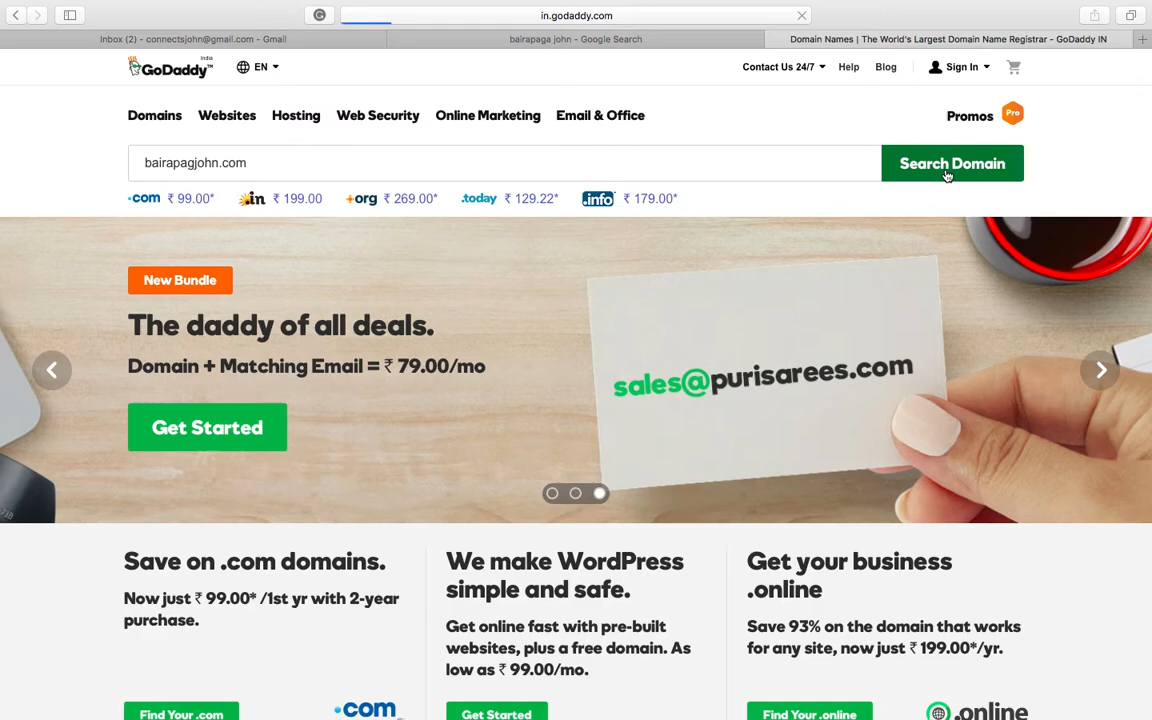 in.godaddy.com
Inbox (2) - connectsjohn@gmail.com - Gmail
bairapaga john - Google Search
Domain Names | The World's Largest Domain Name Registrar - GoDaddy IN
India
GoDaddy™
EN
Contact Us 24/7
Help
Blog
Sign In
Domains
Websites
Hosting
Web Security
Online Marketing
Email & Office
Promos
Pro
bairapagjohn.com
Search Domain
.com ₹ 99.00*
.in ₹ 199.00
.org ₹ 269.00*
.today ₹ 129.22*
.info ₹ 179.00*
New Bundle
The daddy of all deals.
Domain + Matching Email = ₹ 79.00/mo
Get Started
sales@purisarees.com
Save on .com domains.
Now just ₹ 99.00* /1st yr with 2-year
purchase.
Find Your .com
.com
We make WordPress
simple and safe.
Get online fast with pre-built
websites, plus a free domain. As
low as ₹ 99.00/mo.
Get Started
Get your business
.online
Save 93% on the domain that works
for any site, now just ₹ 199.00*/yr.
Find Your .online
.online